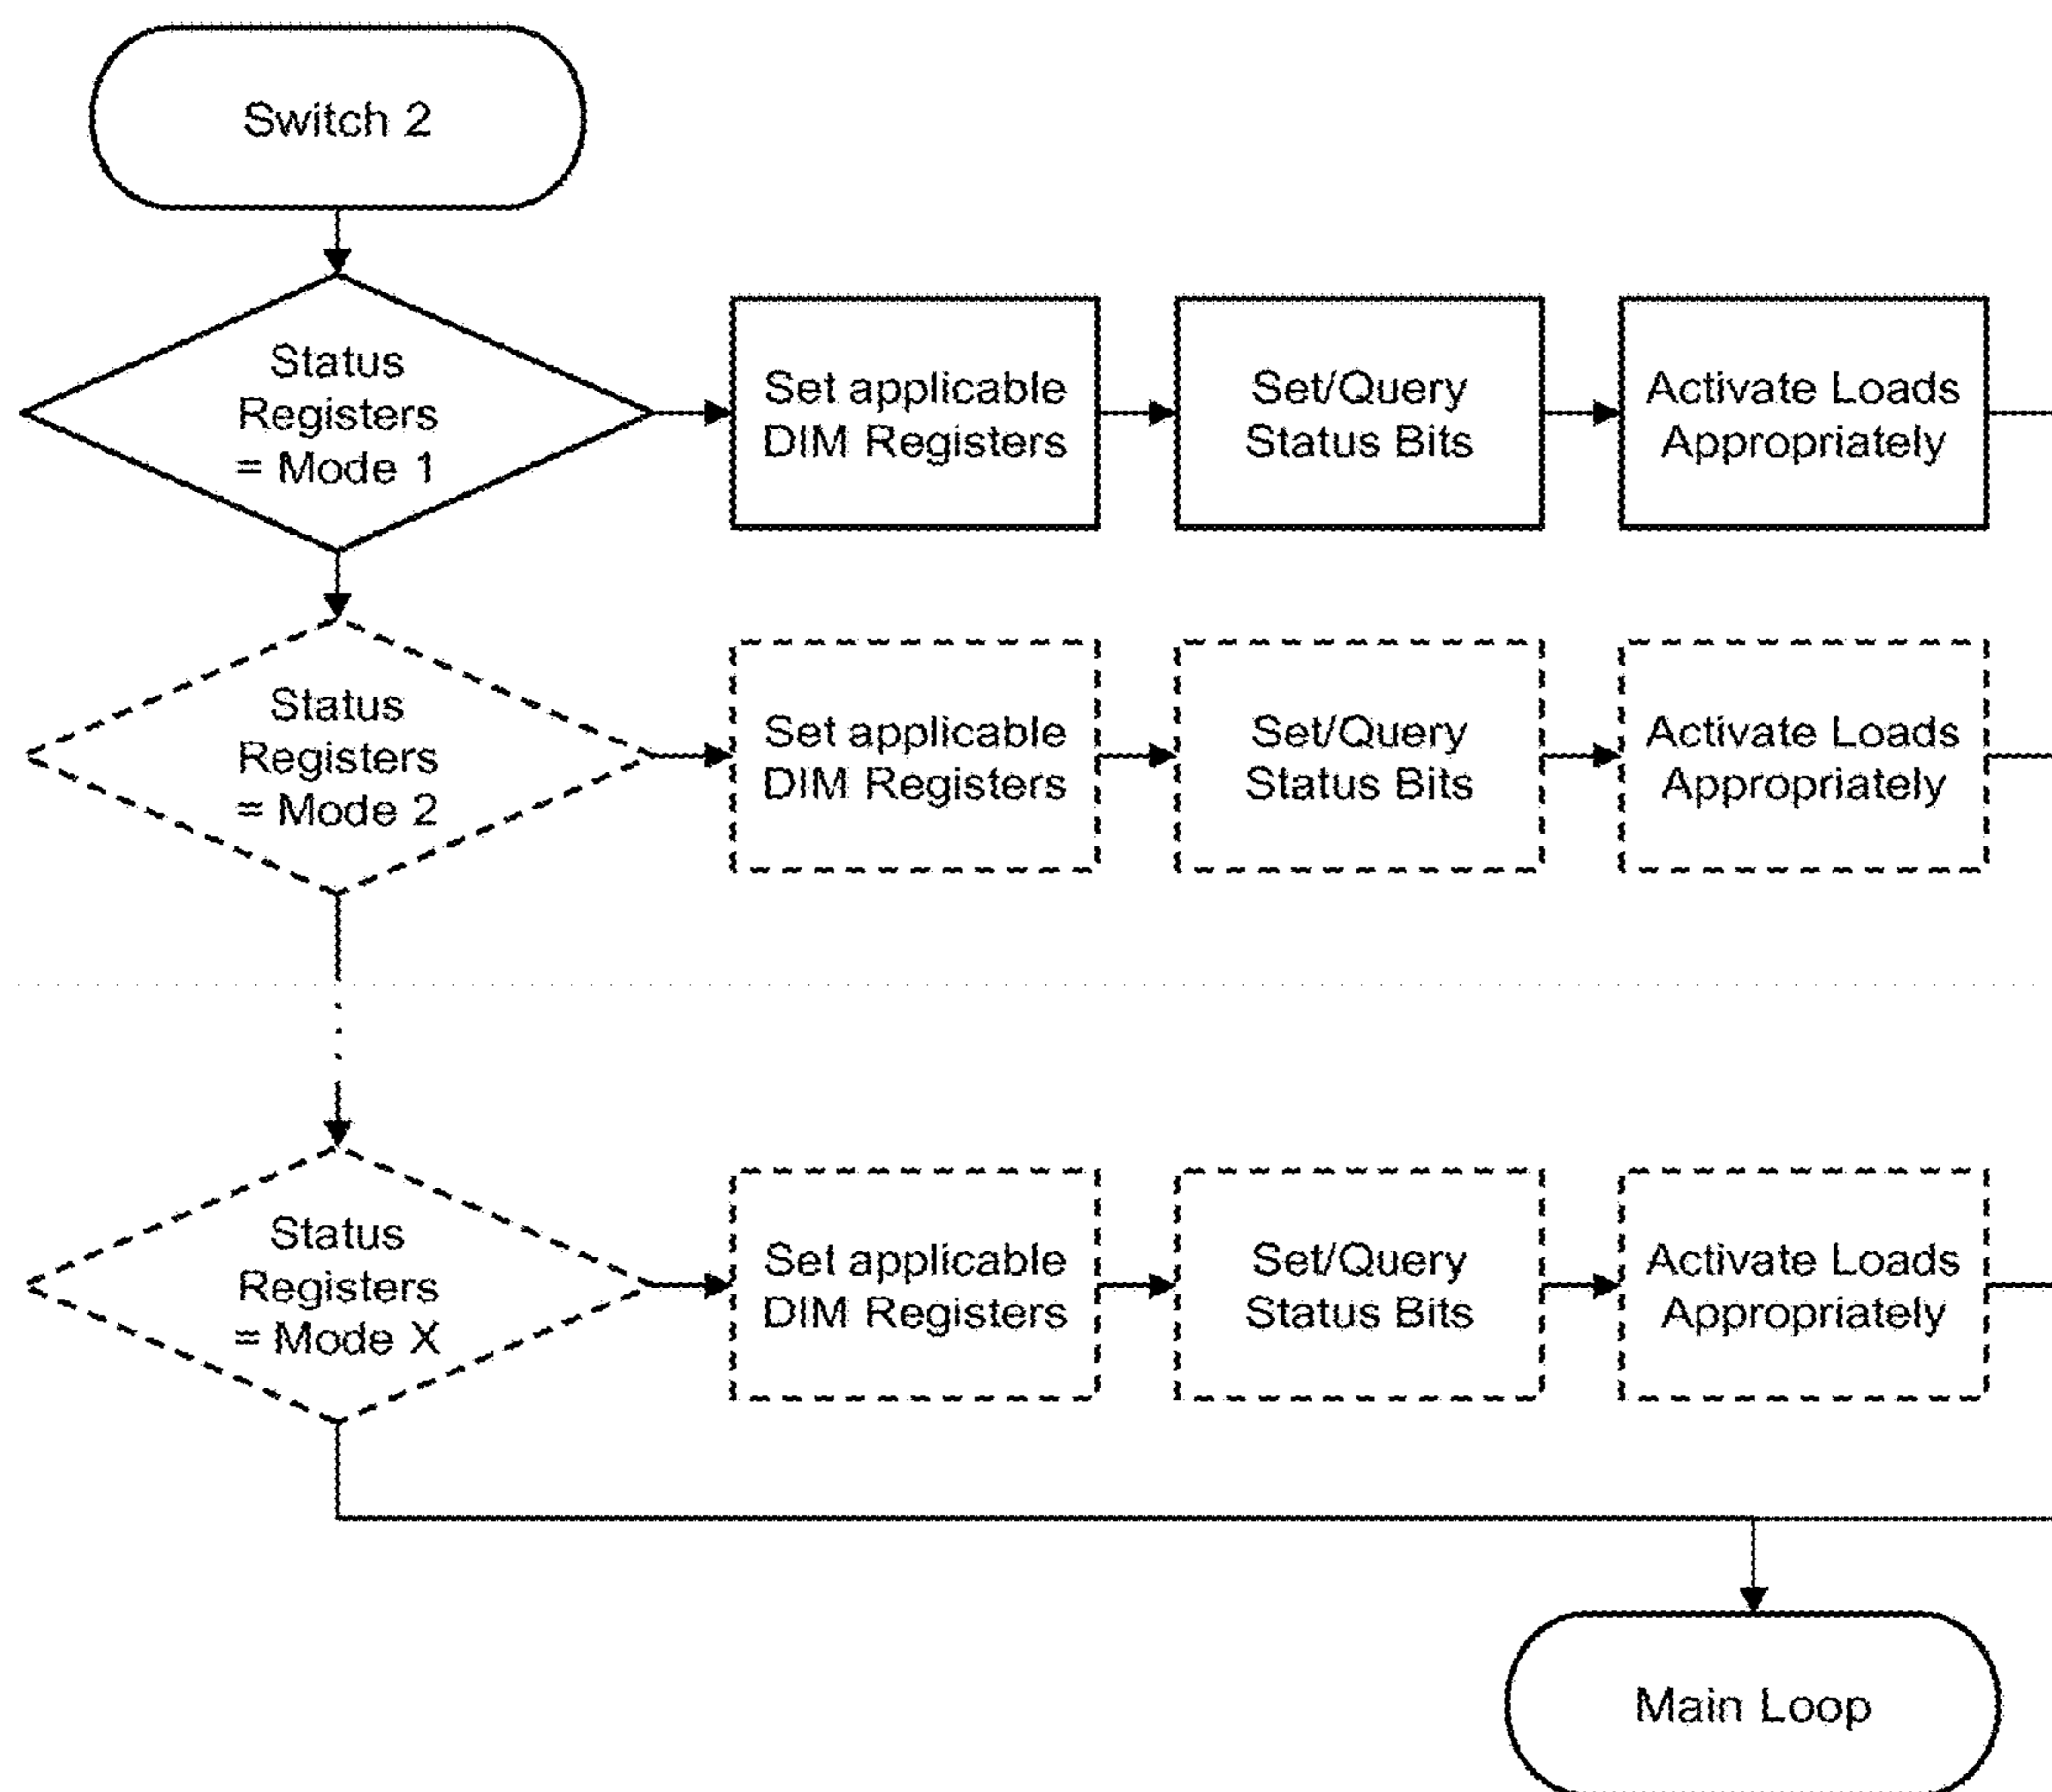 Switch 2
Status
Registers
= Mode 1
Set applicable
DIM Registers
Set/Query
Status Bits
Activate Loads
Appropriately
Status
Registers
= Mode 2
Set applicable
DIM Registers
Set/Query
Status Bits
Activate Loads
Appropriately
Status
Registers
= Mode X
Set applicable
DIM Registers
Set/Query
Status Bits
Activate Loads
Appropriately
Main Loop